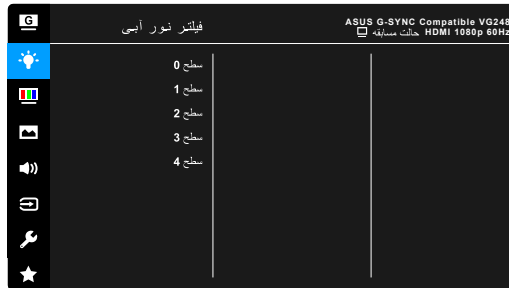 G
فیلتر نور آبی
ASUS G-SYNC Compatible VG248
HDMI 1080p 60Hz حالت مسابقه
سطح 0
سطح 1
سطح 2
سطح 3
سطح 4